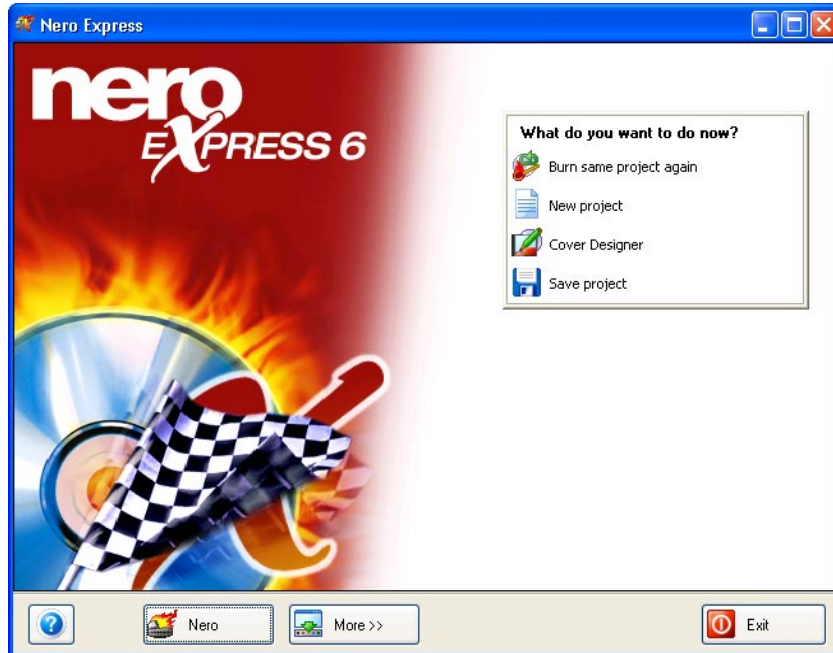 Nero Express
nero
EXPRESS 6
What do you want to do now?
Burn same project again
New project
Cover Designer
Save project
?
Nero
More >>
Exit